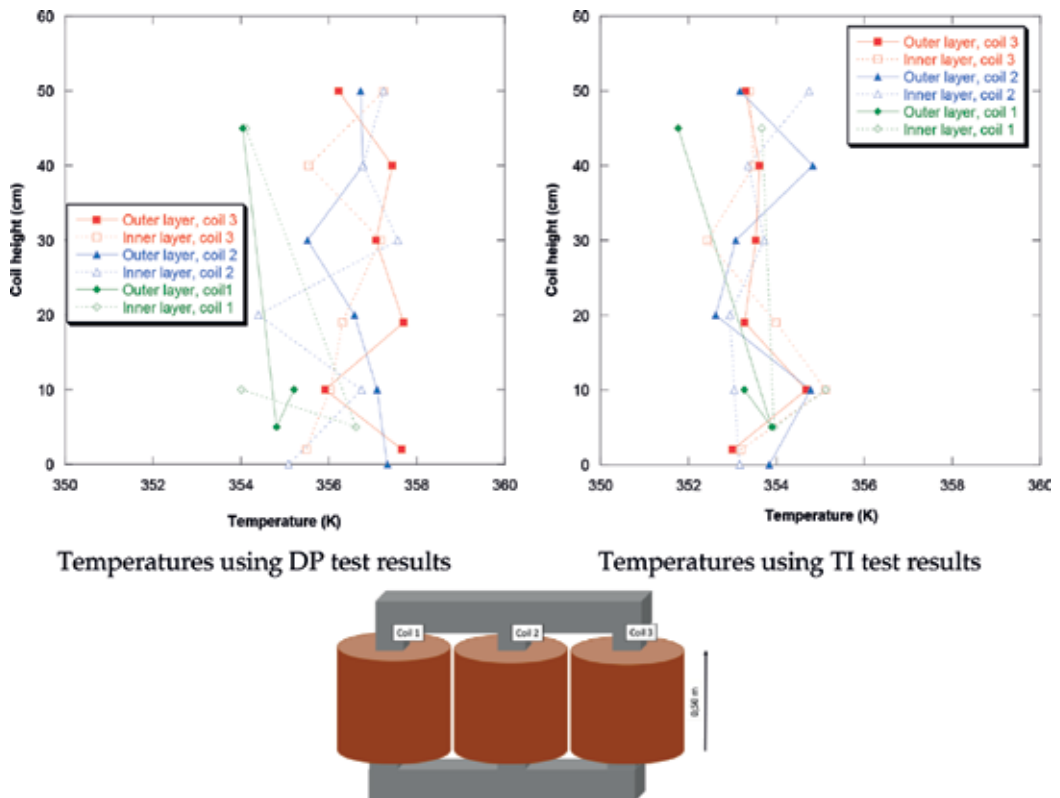 60
50
40
30
20
10
0
Coil height (cm)
Outer layer, coil 3
Inner layer, coil 3
Outer layer, coil 2
Inner layer, coil 2
Outer layer, coil1
Inner layer, coil 1
350 352 354 356 358 360
Temperature (K)
Temperatures using DP test results
60
50
40
30
20
10
0
Coil height (cm)
Outer layer, coil 3
Inner layer, coil 3
Outer layer, coil 2
Inner layer, coil 2
Outer layer, coil 1
Inner layer, coil 1
350 352 354 356 358 360
Temperature (K)
Temperatures using TI test results
Coil 1 Coil 2 Coil 3
0,50 m